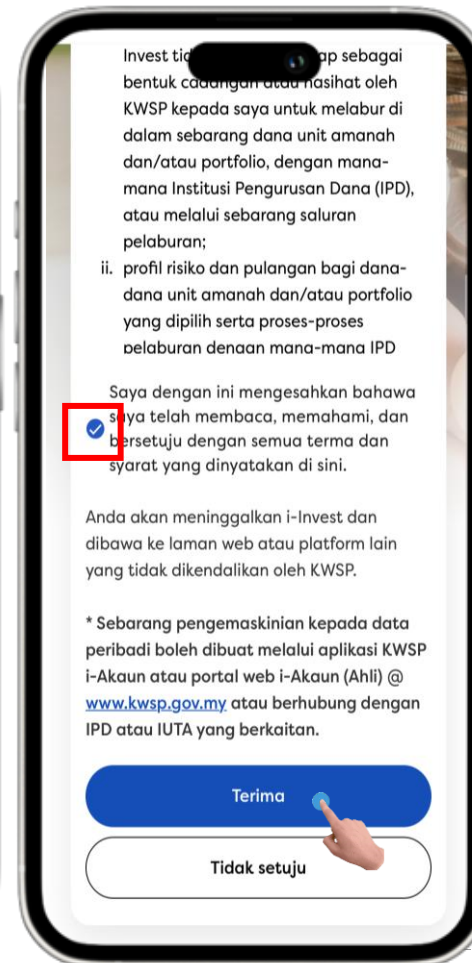 Invest ap sebagai
bentuk cadangan atau nasihat oleh
KWSP kepada saya untuk melabur di
dalam sebarang dana unit amanah
dan/atau portfolio, dengan mana-
mana Institusi Pengurusan Dana (IPD),
atau melalui sebarang saluran
pelaburan;
ii. profil risiko dan pulangan bagi dana-
dana unit amanah dan/atau portfolio
yang dipilih serta proses-proses
pelaburan dengan mana-mana IPD
Saya dengan ini mengesahkan bahawa
saya telah membaca, memahami, dan
bersetuju dengan semua terma dan
syarat yang dinyatakan di sini.
Anda akan meninggalkan i-Invest dan
dibawa ke laman web atau platform lain
yang tidak dikendalikan oleh KWSP.
* Sebarang pengemaskinian kepada data
peribadi boleh dibuat melalui aplikasi KWSP
i-Akaun atau portal web i-Akaun (Ahli) @
www.kwsp.gov.my atau berhubung dengan
IPD atau IUTA yang berkaitan.
Terima
Tidak setuju